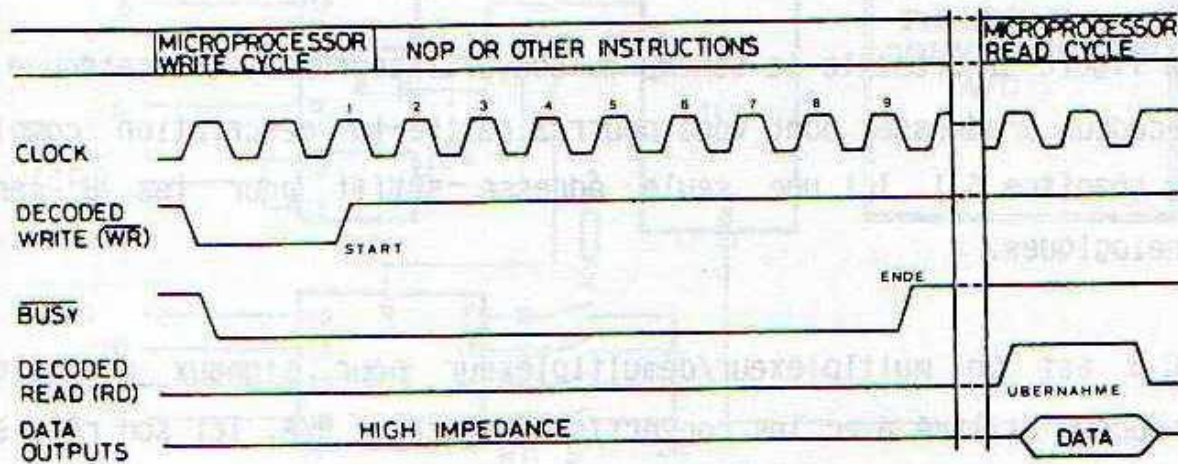 MICROPROCESSOR
WRITE CYCLE
NOP OR OTHER INSTRUCTIONS
MICROPROCESSOR
READ CYCLE
1 2 3 4 5 6 7 8 9
CLOCK
DECODED
WRITE (WR)
START
ENDE
BUSY
DECODED
READ (RD)
UBERNAHME
DATA
OUTPUTS
HIGH IMPEDANCE
DATA